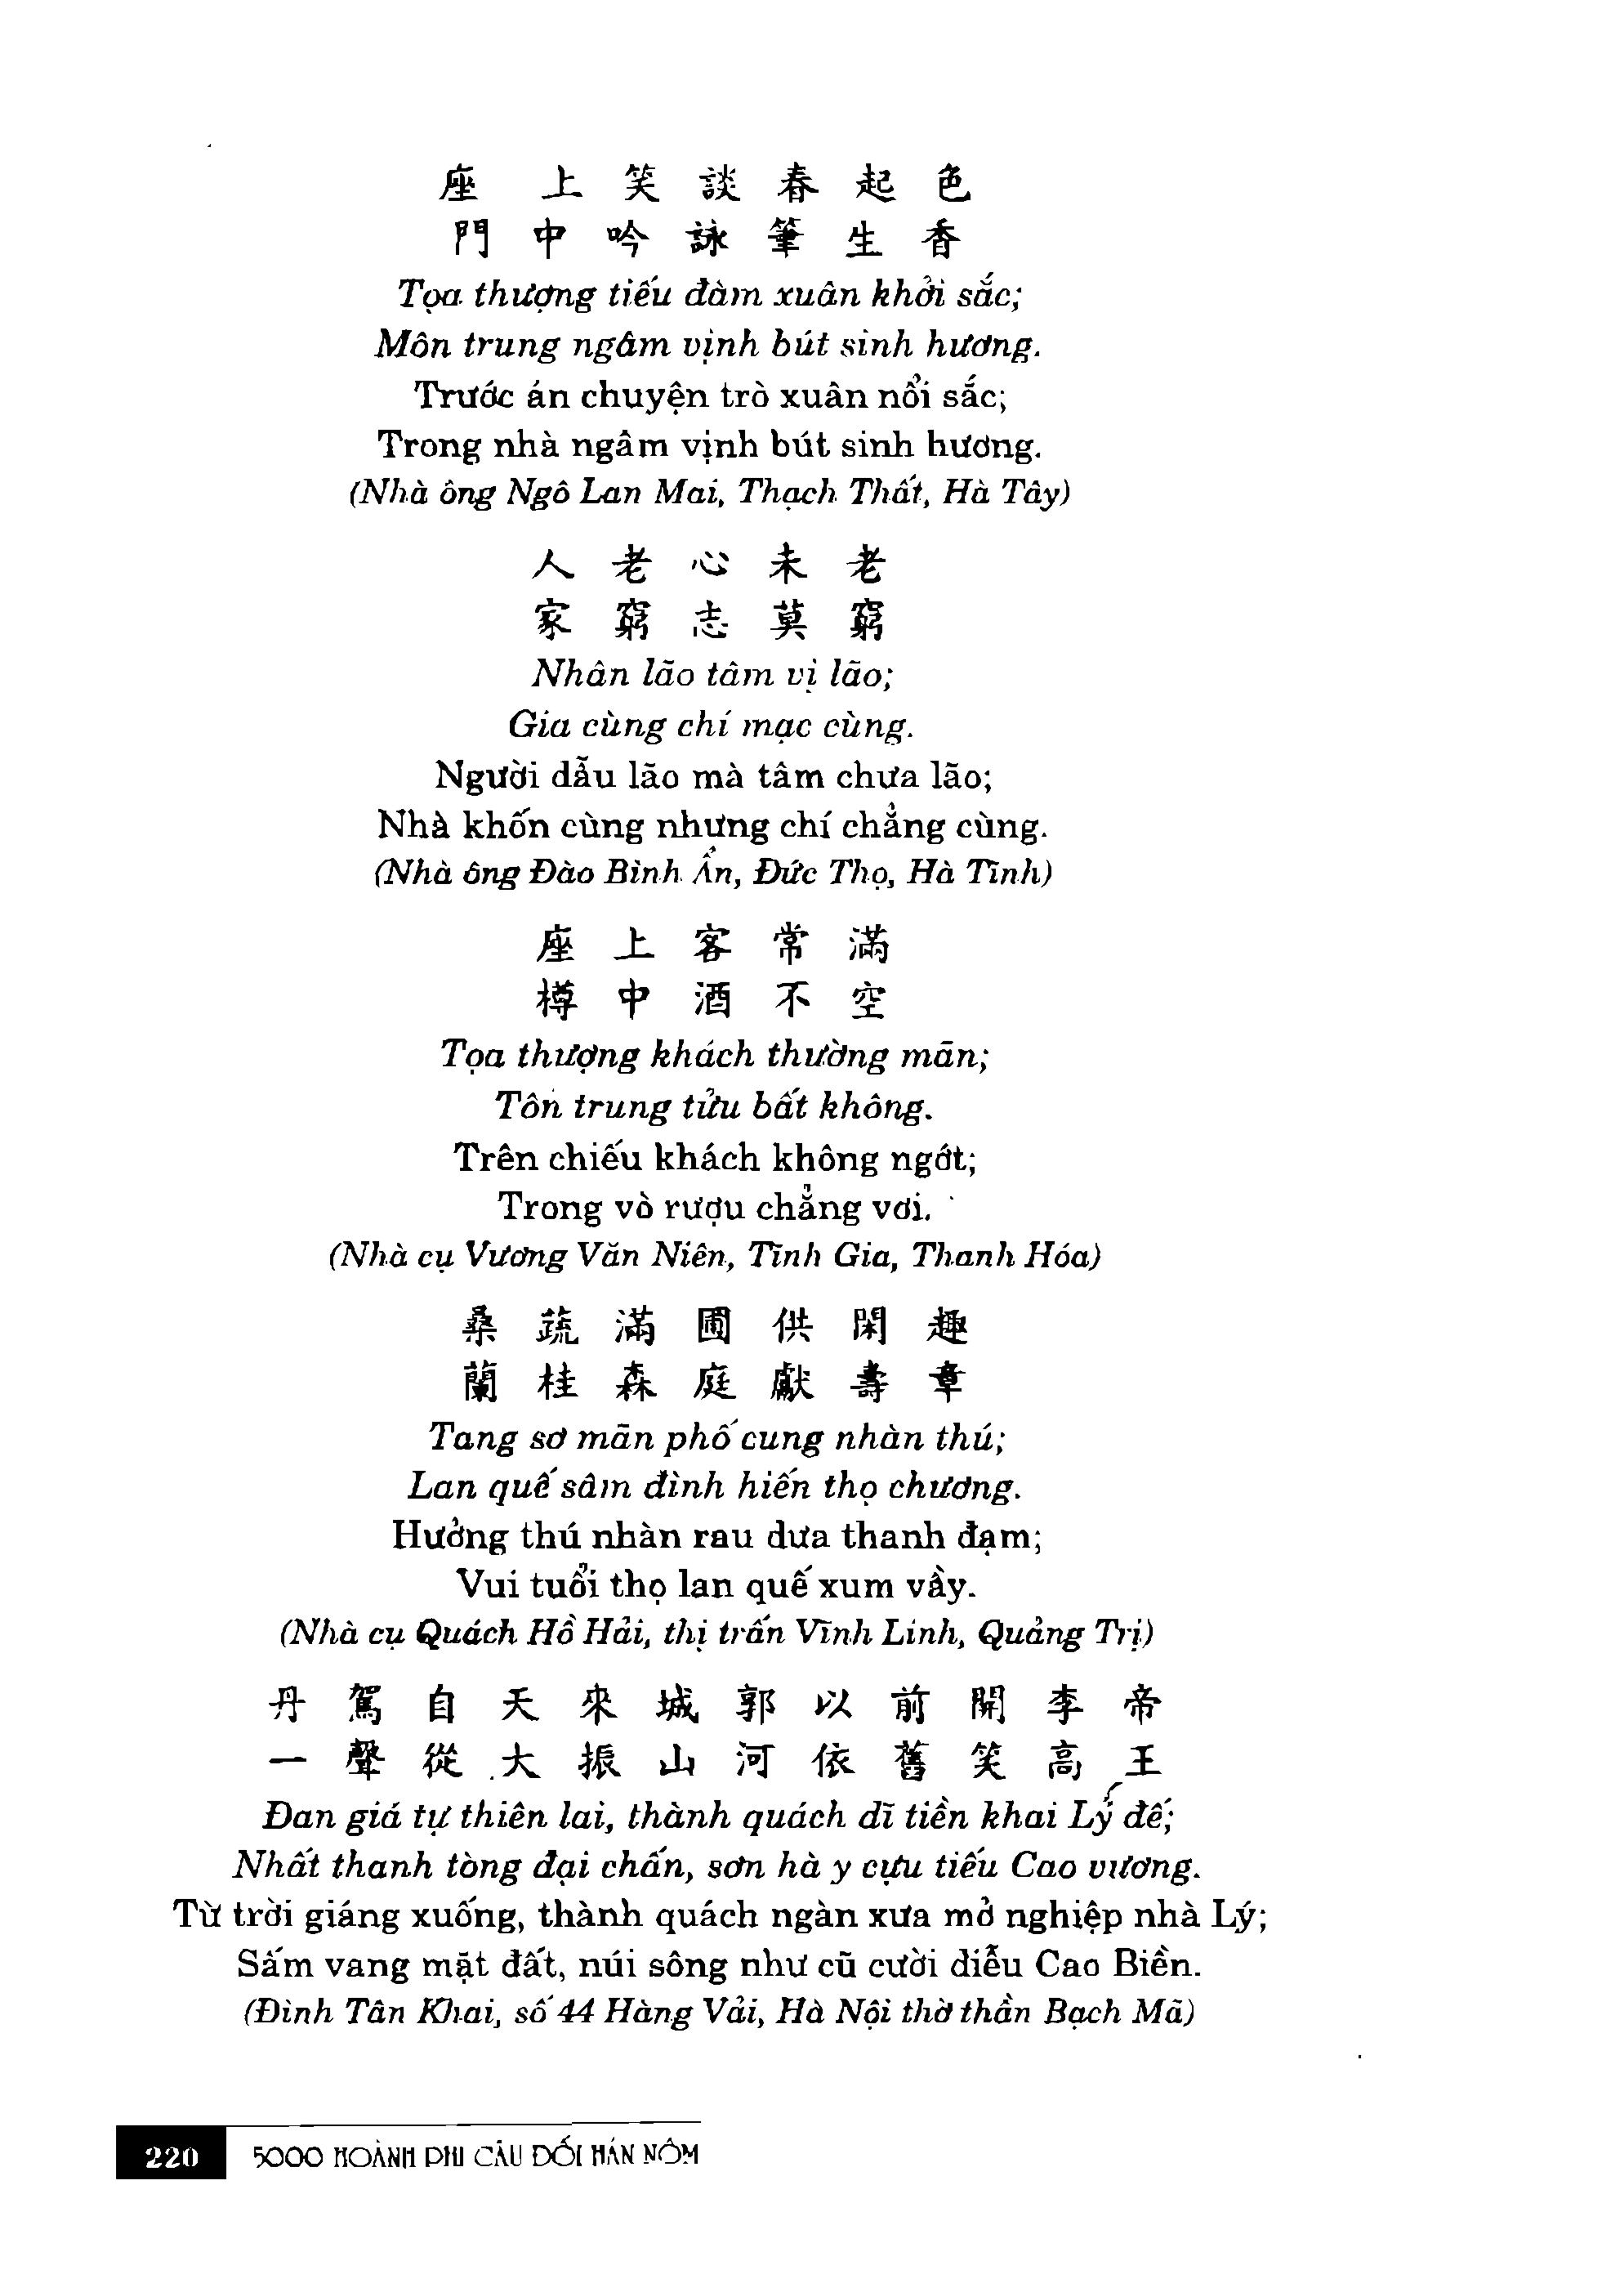 座上笑談春起色
門中吟詠筆生香
Tọa thượng tiếu đàm xuân khởi sắc;
Môn trung ngâm vịnh bút sinh hương.
Trước án chuyện trò xuân nổi sắc;
Trong nhà ngâm vịnh bút sinh hương.
(Nhà ông Ngô Lan Mai, Thạch Thất, Hà Tây)
人老心未老
家窮志莫窮
Nhân lão tâm vị lão;
Gia cùng chí mạc cùng.
Người dẫu lão mà tâm chưa lão;
Nhà khốn cùng nhưng chí chẳng cùng.
(Nhà ông Đào Bình Ẩn, Đức Thọ, Hà Tĩnh)
座上客常滿
樽中酒不空
Tọa thượng khách thường mãn;
Tôn trung tửu bất không.
Trên chiếu khách không ngớt;
Trong vò rượu chẳng vơi.
(Nhà cụ Vương Văn Niên, Tĩnh Gia, Thanh Hóa)
桑蔬滿圃供閑趣
蘭桂森庭獻壽章
Tang sơ mãn phố cung nhàn thú;
Lan quế sâm đình hiến thọ chương.
Hưởng thú nhàn rau dưa thanh đạm;
Vui tuổi thọ lan quế xum vầy.
(Nhà cụ Quách Hồ Hải, thị trấn Vĩnh Linh, Quảng Trị)
丹駕自天來城郭以前開李帝
一聲從大振山河依舊笑高王
Đan giá tự thiên lai, thành quách dĩ tiền khai Lý đế;
Nhất thanh tòng đại chấn, sơn hà y cựu tiếu Cao vương.
Từ trời giáng xuống, thành quách ngàn xưa mở nghiệp nhà Lý;
Sấm vang mặt đất, núi sông như cũ cười diễu Cao Biền.
(Đình Tân Khai, số 44 Hàng Vải, Hà Nội thờ thần Bạch Mã)
220 5000 HOÀNH PHI CÂU ĐỐI HÁN NÔM